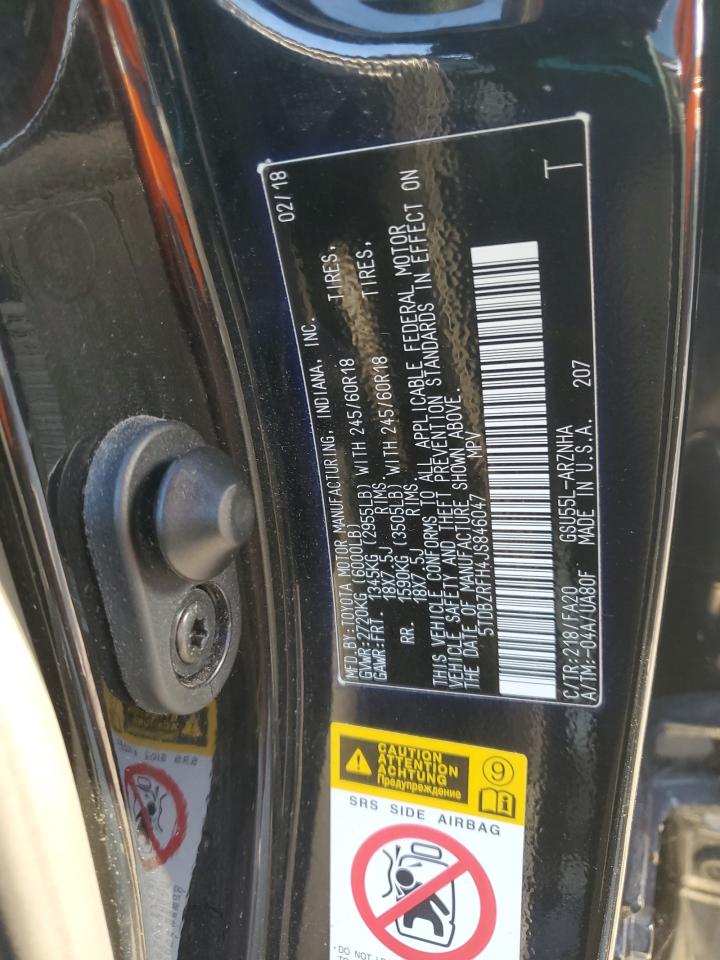 MFD.BY:TOYOTA MOTOR MANUFACTURING, INDIANA, INC. 02/18
GVWR:2720KG (6000LB)
GAWR:FRT. 1345KG (2955LB) WITH 245/60R18 TIRES,
18X7.5J RIMS.
RR. 1590KG (3505LB) WITH 245/60R18 TIRES,
18X7.5J RIMS.
THIS VEHICLE CONFORMS TO ALL APPLICABLE FEDERAL MOTOR
VEHICLE SAFETY AND THEFT PREVENTION STANDARDS IN EFFECT ON
THE DATE OF MANUFACTURE SHOWN ABOVE.
5TDBZRFH4JS846047 MPV
C/TR:218/FA20 GSU55L-ARZNHA T
A/TM:-04A/UA80F MADE IN U.S.A. 207
CAUTION
ATTENTION
ACHTUNG
Предупреждение
9
SRS SIDE AIRBAG